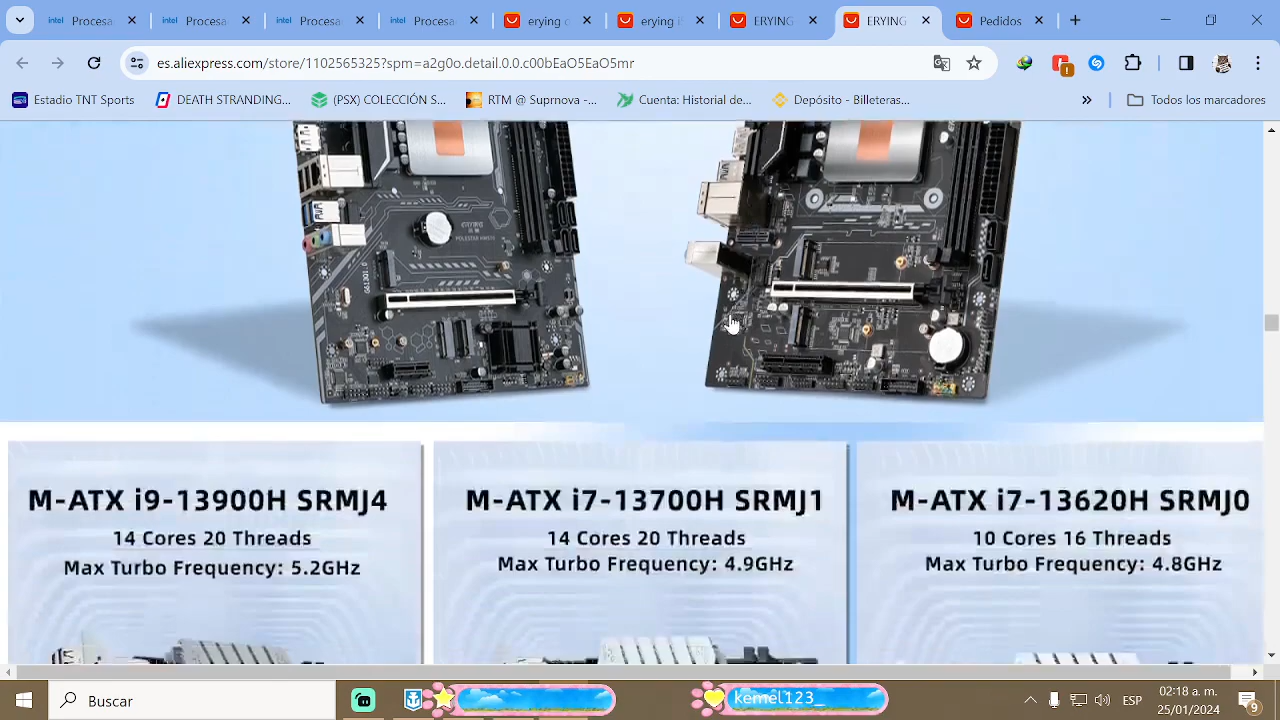 Procesa
Procesa
Procesa
Procesa
erying
erying
ERYING
ERYING
Pedidos
es.aliexpress.com/store/1102563525?spm=a2g0o.detail.0.0.c00bEaO5EaO5mr
Estadio TNT Sports
DEATH STRANDING...
(PSX) COLECCIÓN S...
RTM @ Suprnova -...
Cuenta: Historial de...
Depósito - Billeteras...
Todos los marcadores
ERYING
M-ATX i9-13900H SRMJ4
14 Cores 20 Threads
Max Turbo Frequency: 5.2GHz
M-ATX i7-13700H SRMJ1
14 Cores 20 Threads
Max Turbo Frequency: 4.9GHz
M-ATX i7-13620H SRMJ0
10 Cores 16 Threads
Max Turbo Frequency: 4.8GHz
Buscar
kemel123_
ESP
02:18 a. m.
25/01/2024
9